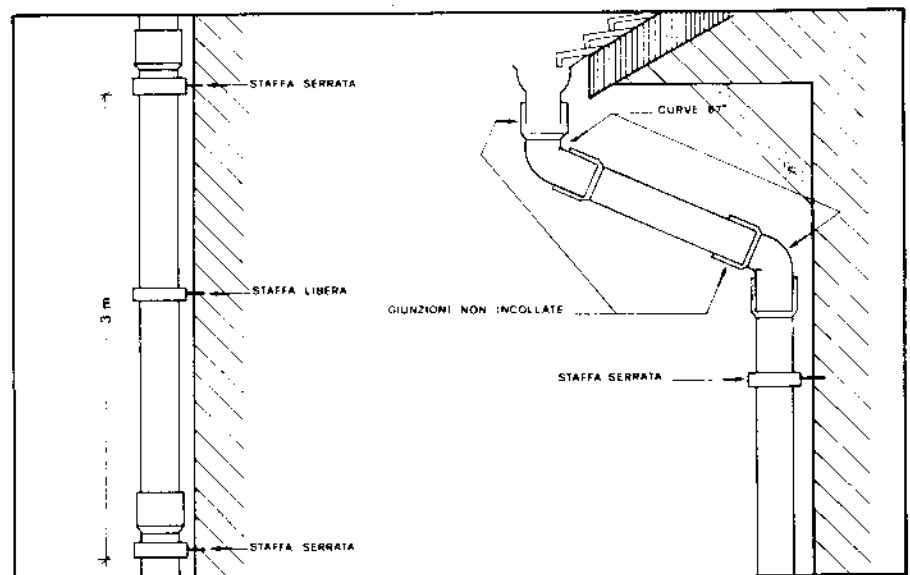 STAFFA SERRATA
STAFFA LIBERA
3 m
STAFFA SERRATA
CURVE 67°
GIUNZIONI NON INCOLLATE
STAFFA SERRATA